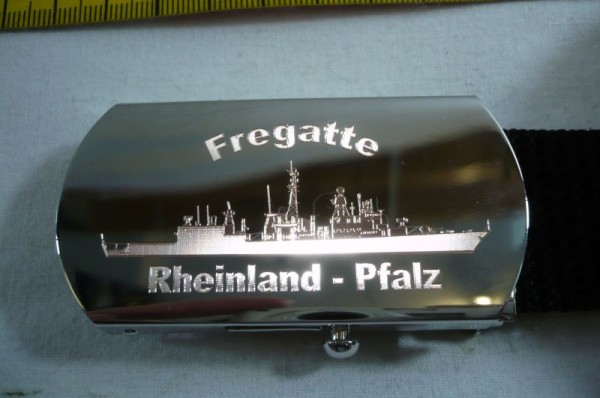 Fregatte
Rheinland - Pfalz